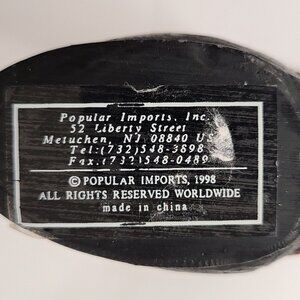 Popular Imports, Inc.
52 Liberty Street
Metuchen, NJ 08840 US
Tel:(732)548-3898
Fax.(732)548-0489
© POPULAR IMPORTS, 1998
ALL RIGHTS RESERVED WORLDWIDE
made in china